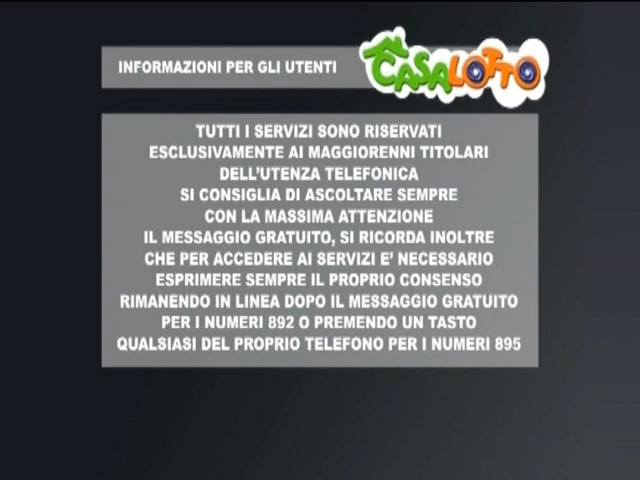 INFORMAZIONI PER GLI UTENTI
CASALOTTO
TUTTI I SERVIZI SONO RISERVATI
ESCLUSIVAMENTE AI MAGGIORENNI TITOLARI
DELL'UTENZA TELEFONICA
SI CONSIGLIA DI ASCOLTARE SEMPRE
CON LA MASSIMA ATTENZIONE
IL MESSAGGIO GRATUITO, SI RICORDA INOLTRE
CHE PER ACCEDERE AI SERVIZI E' NECESSARIO
ESPRIMERE SEMPRE IL PROPRIO CONSENSO
RIMANENDO IN LINEA DOPO IL MESSAGGIO GRATUITO
PER I NUMERI 892 O PREMENDO UN TASTO
QUALSIASI DEL PROPRIO TELEFONO PER I NUMERI 895